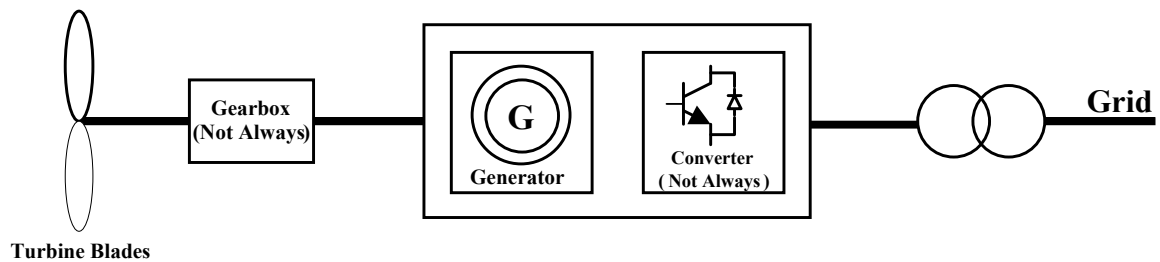 Gearbox
(Not Always)
G
Generator
Converter
( Not Always )
Grid
Turbine Blades